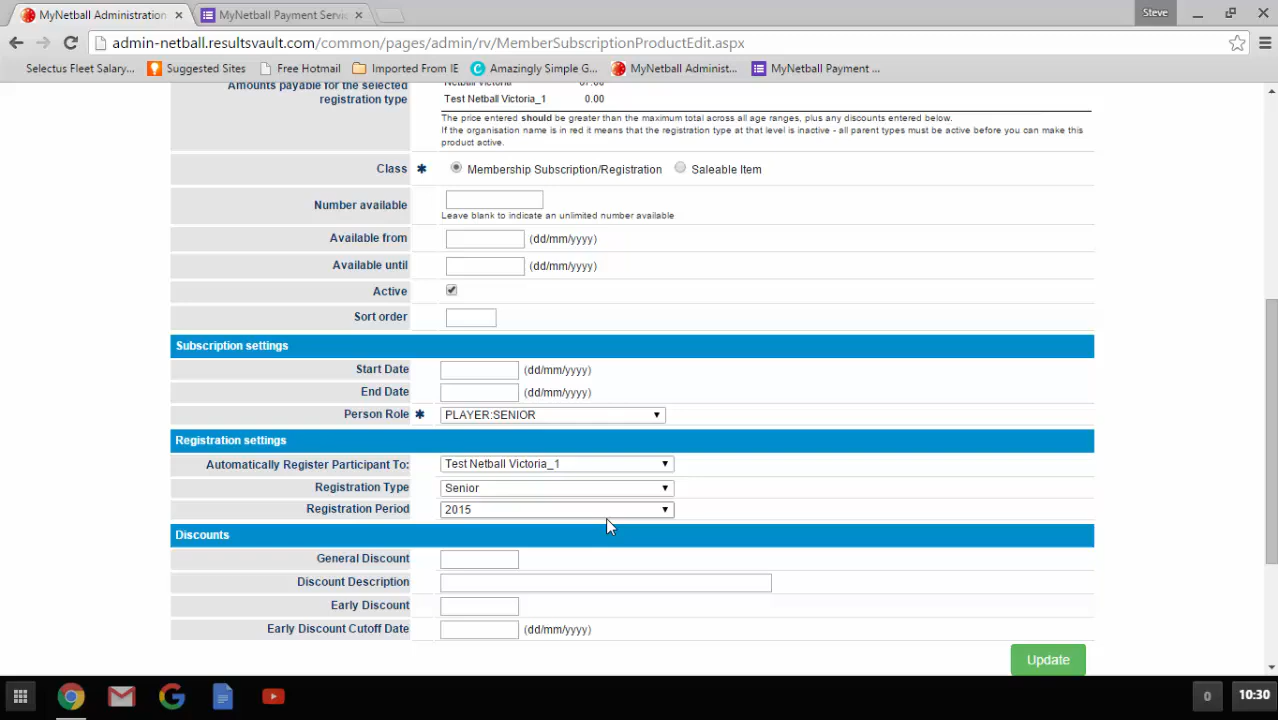 MyNetball Administration
MyNetball Payment Servic
Steve
admin-netball.resultsvault.com/common/pages/admin/rv/MemberSubscriptionProductEdit.aspx
Selectus Fleet Salary... Suggested Sites Free Hotmail Imported From IE Amazingly Simple G... MyNetball Administ... MyNetball Payment ...
Amounts payable for the selected
registration type
Netball Victoria
Test Netball Victoria_1 0.00
The price entered should be greater than the maximum total across all age ranges, plus any discounts entered below.
If the organisation name is in red it means that the registration type at that level is inactive - all parent types must be active before you can make this
product active.
Class ✱ Membership Subscription/Registration Saleable Item
Number available
Leave blank to indicate an unlimited number available
Available from (dd/mm/yyyy)
Available until (dd/mm/yyyy)
Active
Sort order
Subscription settings
Start Date (dd/mm/yyyy)
End Date (dd/mm/yyyy)
Person Role ✱ PLAYER:SENIOR
Registration settings
Automatically Register Participant To: Test Netball Victoria_1
Registration Type Senior
Registration Period 2015
Discounts
General Discount
Discount Description
Early Discount
Early Discount Cutoff Date (dd/mm/yyyy)
Update
0 10:30